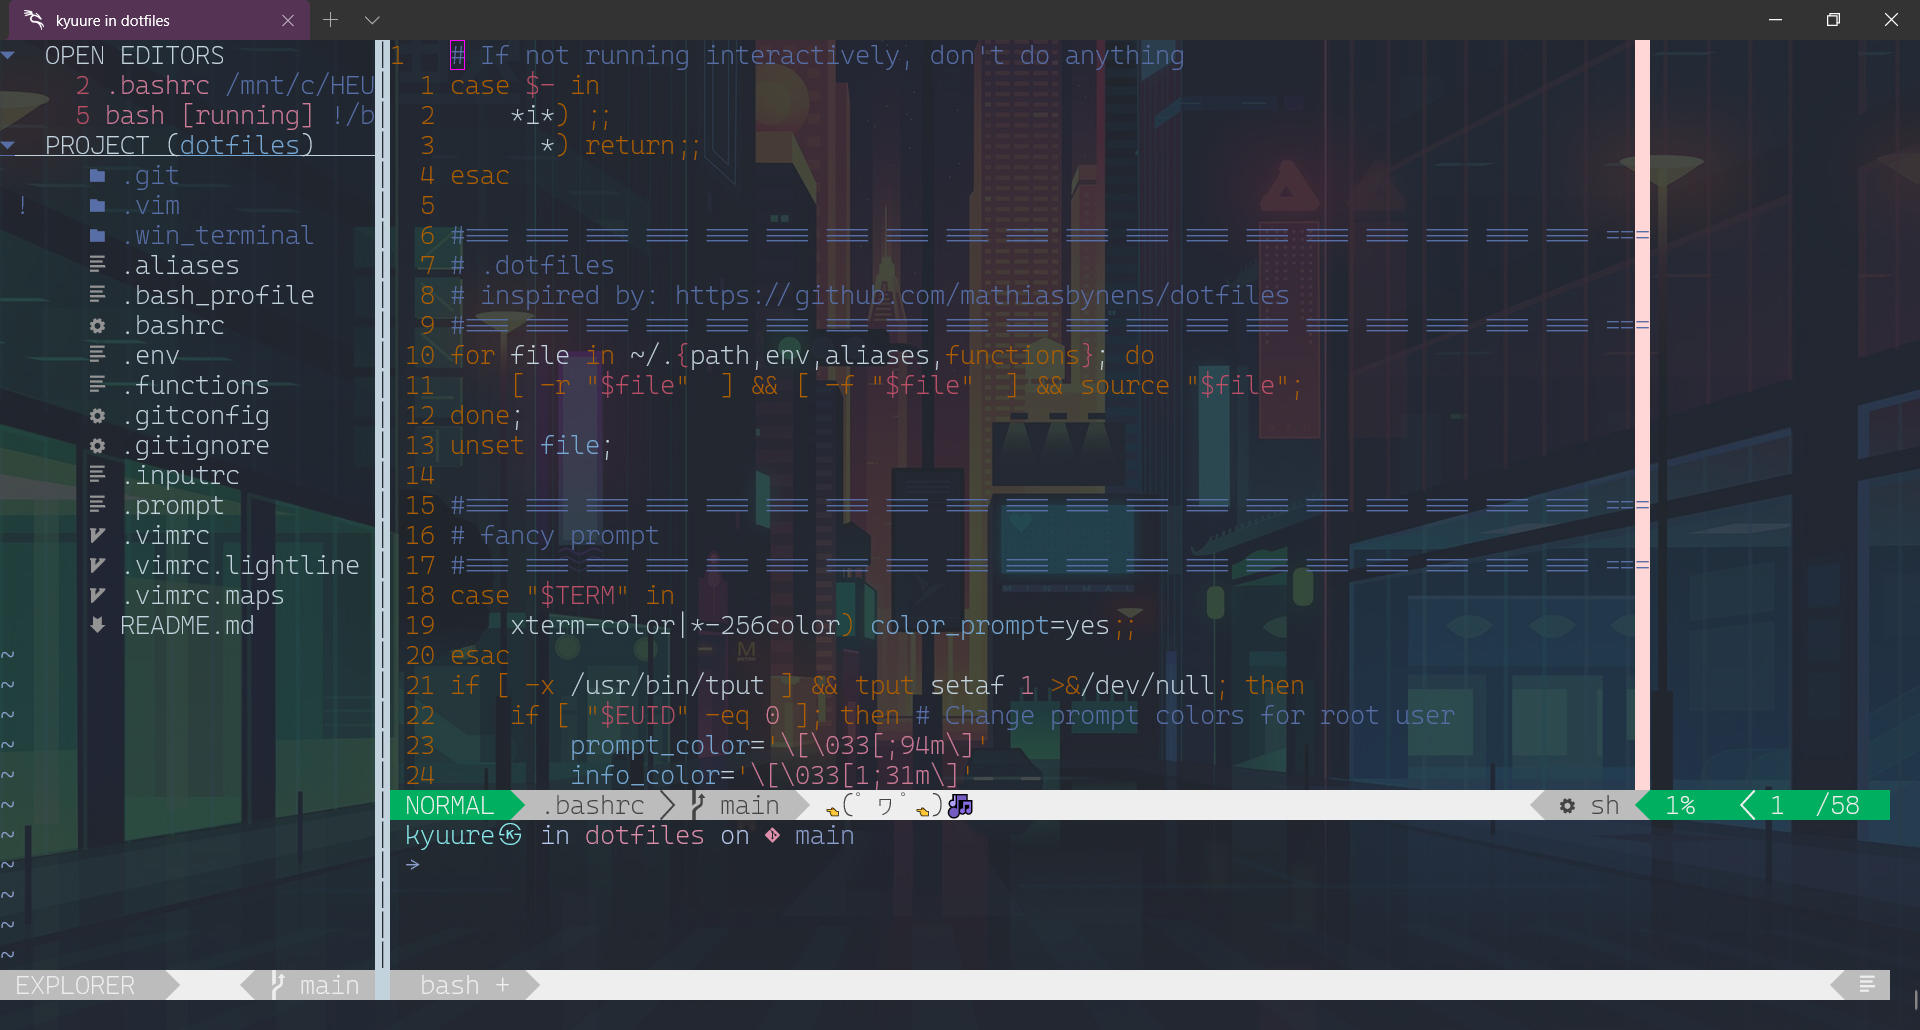 kyuure in dotfiles
OPEN EDITORS
2 .bashrc /mnt/c/HEU
5 bash [running] !/b
PROJECT (dotfiles)
.git
! .vim
.win_terminal
.aliases
.bash_profile
.bashrc
.env
.functions
.gitconfig
.gitignore
.inputrc
.prompt
.vimrc
.vimrc.lightline
.vimrc.maps
README.md
~
~
~
~
~
~
~
~
~
~
~
EXPLORER main
1 # If not running interactively, don't do anything
1 case $- in
2 *i*) ;;
3 *) return;;
4 esac
5
6 #=== === === === === === === === === === === === === === === === === === === ===
7 # .dotfiles
8 # inspired by: https://github.com/mathiasbynens/dotfiles
9 #=== === === === === === === === === === === === === === === === === === === ===
10 for file in ~/.{path,env,aliases,functions}; do
11 [ -r "$file" ] && [ -f "$file" ] && source "$file";
12 done;
13 unset file;
14
15 #=== === === === === === === === === === === === === === === === === === === ===
16 # fancy prompt
17 #=== === === === === === === === === === === === === === === === === === === ===
18 case "$TERM" in
19 xterm-color|*-256color) color_prompt=yes;;
20 esac
21 if [ -x /usr/bin/tput ] && tput setaf 1 >&/dev/null; then
22 if [ "$EUID" -eq 0 ]; then # Change prompt colors for root user
23 prompt_color='\[\033[;94m\]'
24 info_color='\[\033[1;31m\]'
NORMAL .bashrc main 👈(ﾟヮﾟ👈)🎶 sh 1% 1 /58
kyuure㉿ in dotfiles on main
→
bash +